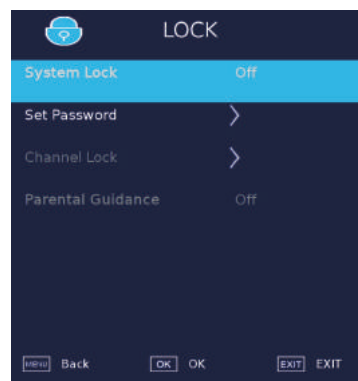 LOCK
System Lock Off
Set Password
Channel Lock
Parental Guidance Off
MENU Back OK OK EXIT EXIT